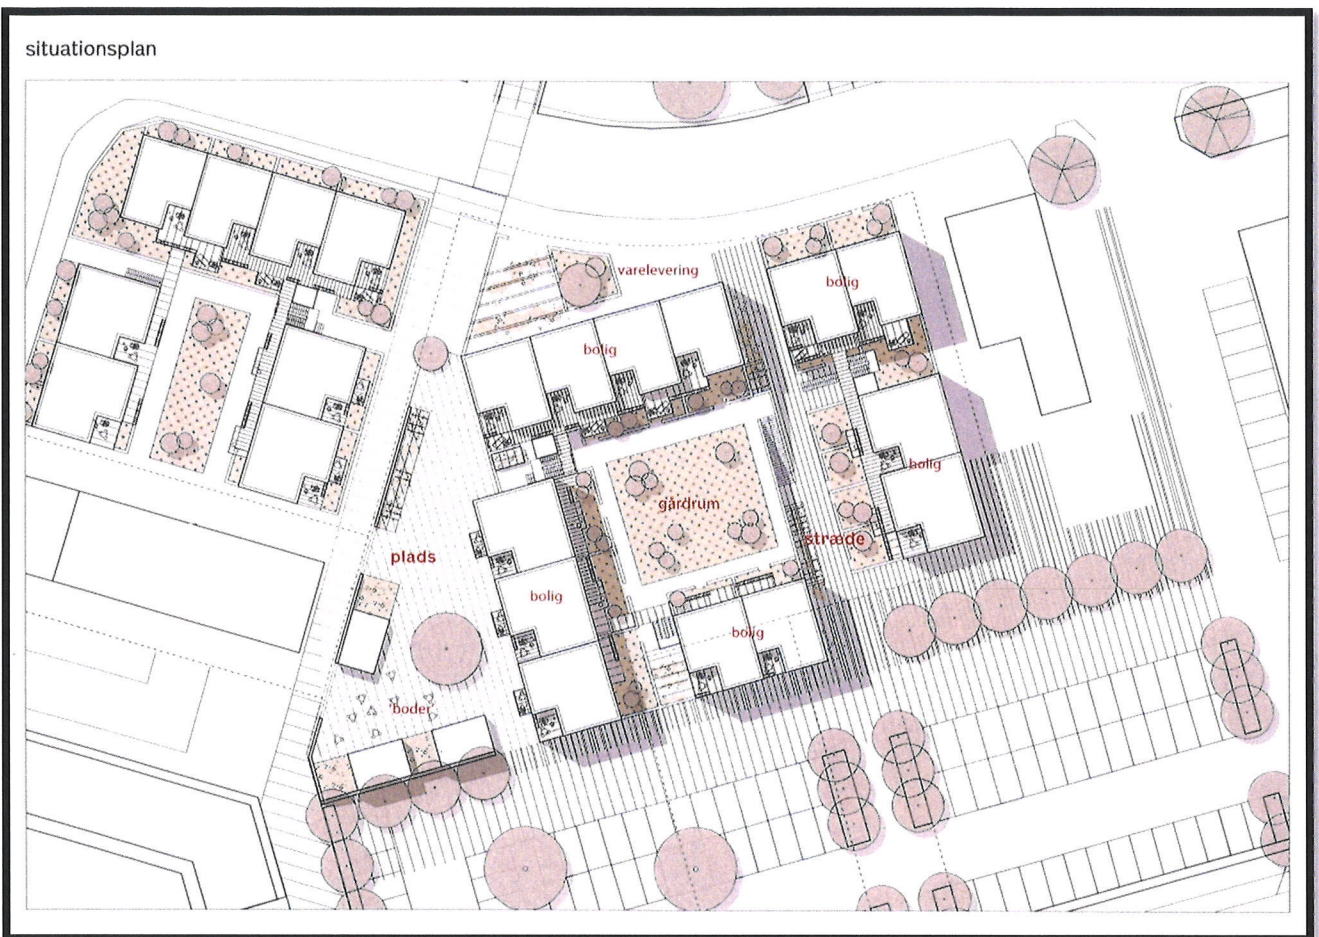 situationsplan
varelevering
bolig
bolig
bolig
gårdrum
stræde
plads
bolig
bolig
'boder'